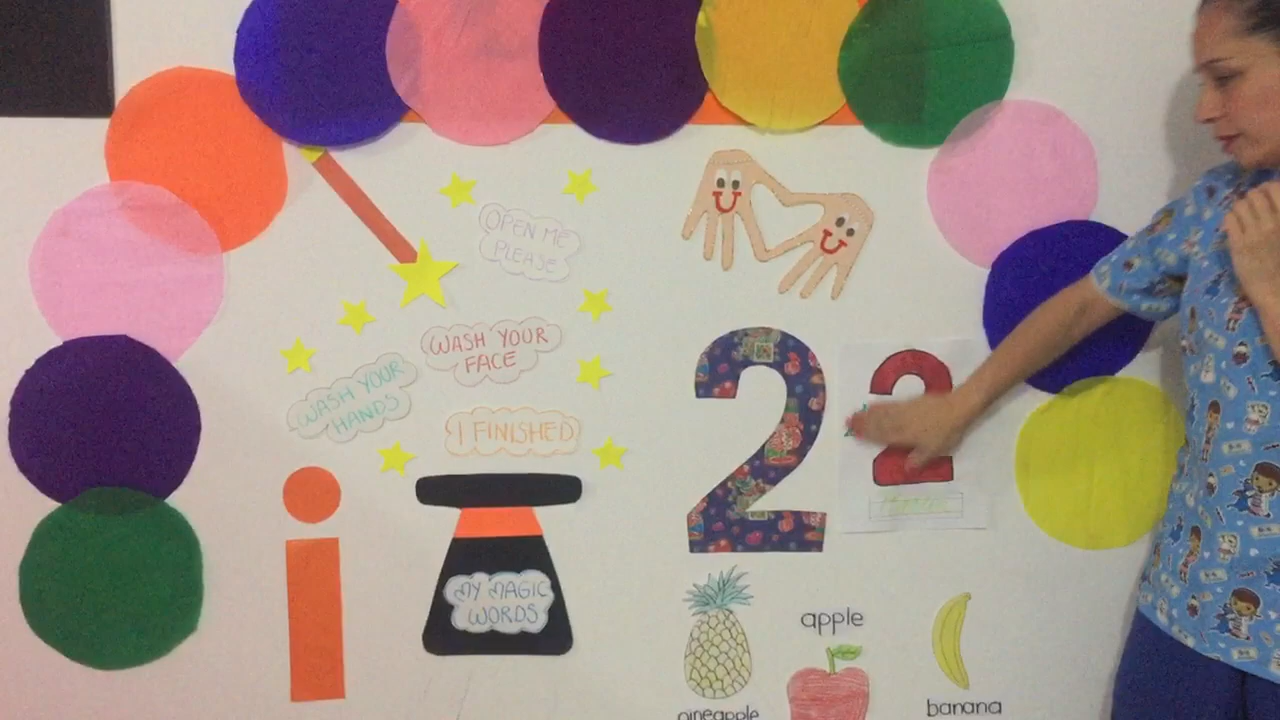 OPEN ME
PLEASE
WASH YOUR
FACE
WASH YOUR
HANDS
I FINISHED
i
MY MAGIC
WORDS
2
2
apple
pineapple
banana